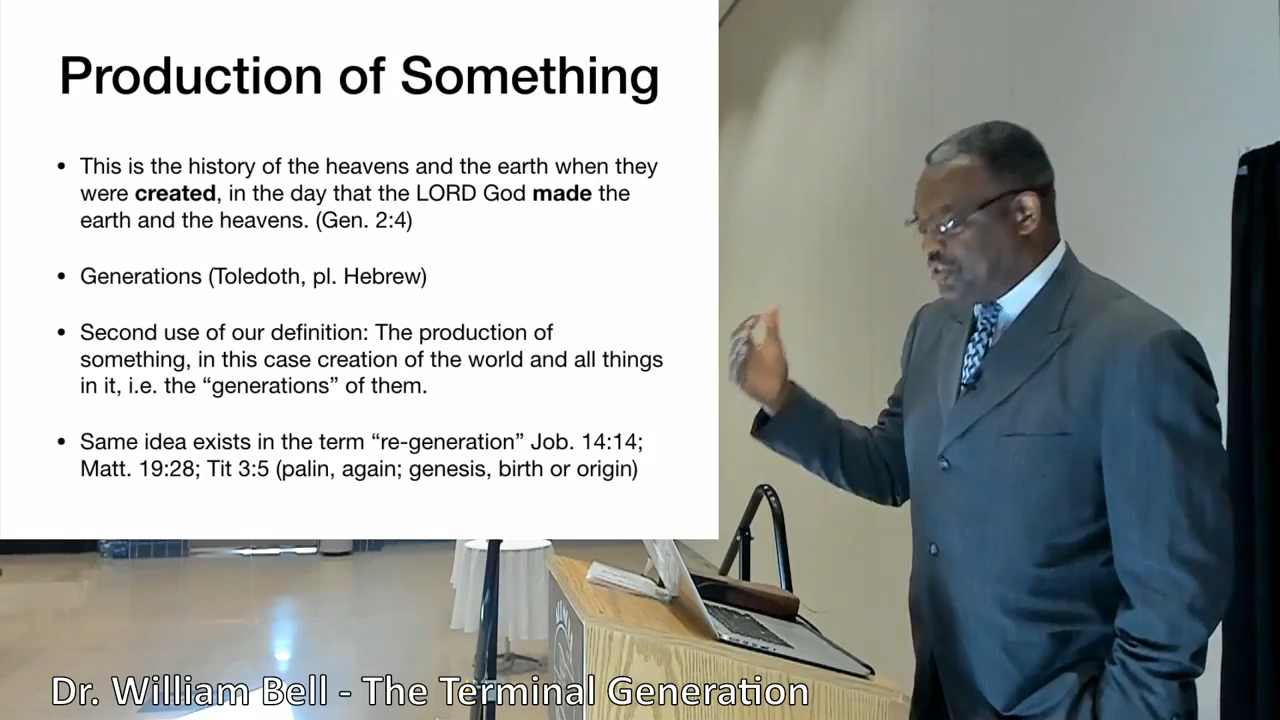 Production of Something
• This is the history of the heavens and the earth when they
were created, in the day that the LORD God made the
earth and the heavens. (Gen. 2:4)
• Generations (Toledoth, pl. Hebrew)
• Second use of our definition: The production of
something, in this case creation of the world and all things
in it, i.e. the “generations” of them.
• Same idea exists in the term “re-generation” Job. 14:14;
Matt. 19:28; Tit 3:5 (palin, again; genesis, birth or origin)
Dr. William Bell - The Terminal Generation